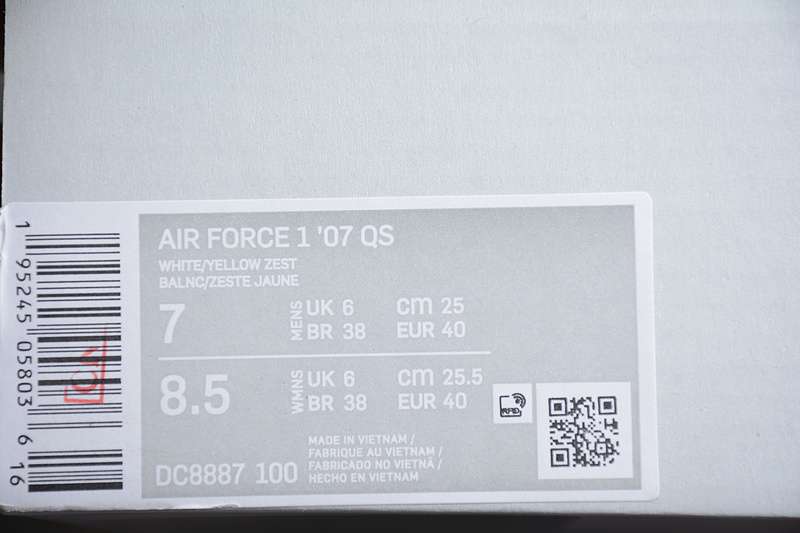 AIR FORCE 1 '07 QS
WHITE/YELLOW ZEST
BALNC/ZESTE JAUNE
7 MENS UK 6 cm 25
BR 38 EUR 40
8.5 WMNS UK 6 cm 25.5
BR 38 EUR 40
RFID
MADE IN VIETNAM /
FABRIQUE AU VIETNAM /
FABRICADO NO VIETNÃ /
HECHO EN VIETNAM
DC8887 100
1 95245 05803 6 16